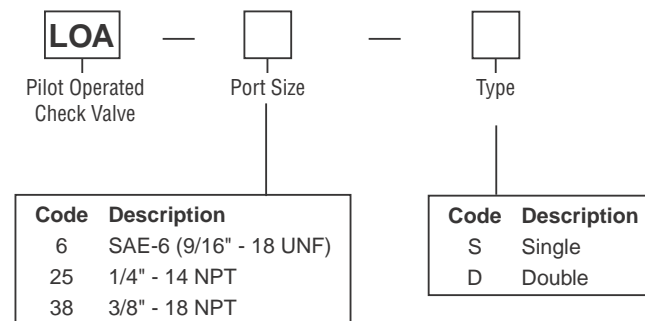 LOA — —
Pilot Operated
Check Valve
Port Size
Type
Code Description
6 SAE-6 (9/16" - 18 UNF)
25 1/4" - 14 NPT
38 3/8" - 18 NPT
Code Description
S Single
D Double